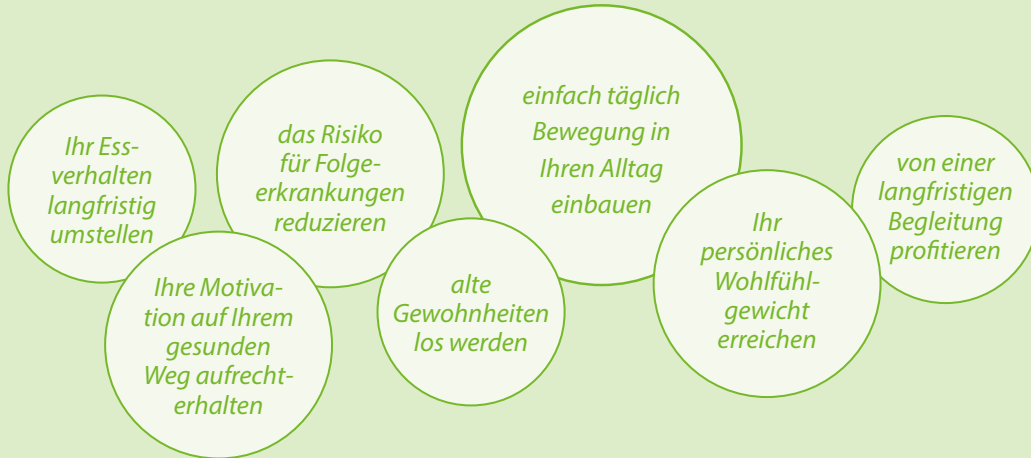 Ihr Ess-
verhalten
langfristig
umstellen
das Risiko
für Folge-
erkrankungen
reduzieren
einfach täglich
Bewegung in
Ihren Alltag
einbauen
von einer
langfristigen
Begleitung
profitieren
Ihre Motiva-
tion auf Ihrem
gesunden
Weg aufrecht-
erhalten
alte
Gewohnheiten
los werden
Ihr
persönliches
Wohlfühl-
gewicht
erreichen